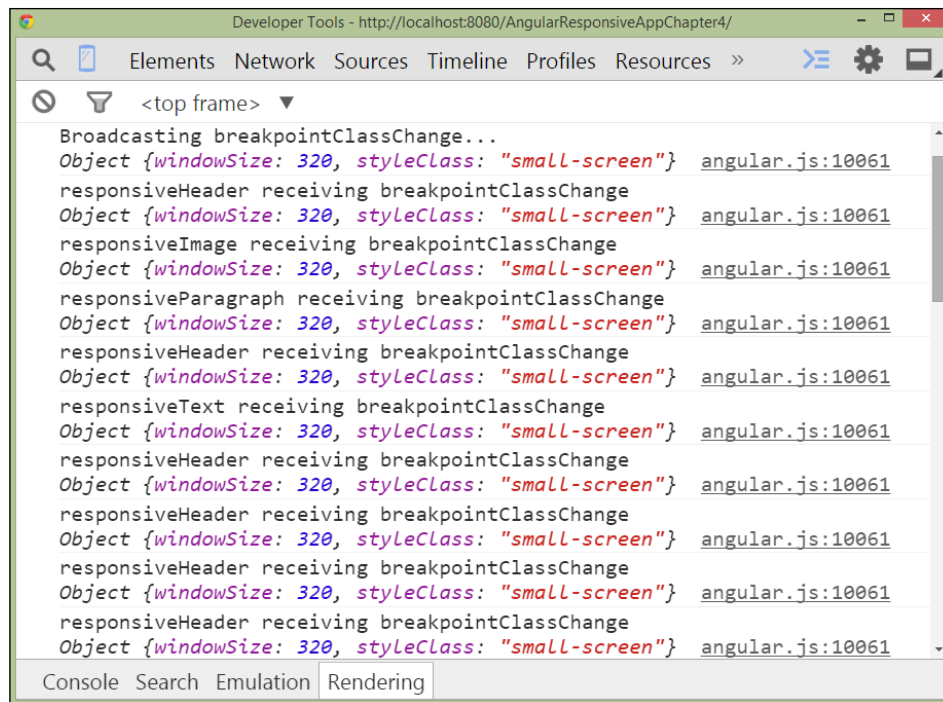 Developer Tools - http://localhost:8080/AngularResponsiveAppChapter4/
Elements Network Sources Timeline Profiles Resources »
<top frame> ▼
Broadcasting breakpointClassChange...
Object {windowSize: 320, styleClass: "small-screen"} angular.js:10061
responsiveHeader receiving breakpointClassChange
Object {windowSize: 320, styleClass: "small-screen"} angular.js:10061
responsiveImage receiving breakpointClassChange
Object {windowSize: 320, styleClass: "small-screen"} angular.js:10061
responsiveParagraph receiving breakpointClassChange
Object {windowSize: 320, styleClass: "small-screen"} angular.js:10061
responsiveHeader receiving breakpointClassChange
Object {windowSize: 320, styleClass: "small-screen"} angular.js:10061
responsiveText receiving breakpointClassChange
Object {windowSize: 320, styleClass: "small-screen"} angular.js:10061
responsiveHeader receiving breakpointClassChange
Object {windowSize: 320, styleClass: "small-screen"} angular.js:10061
responsiveHeader receiving breakpointClassChange
Object {windowSize: 320, styleClass: "small-screen"} angular.js:10061
responsiveHeader receiving breakpointClassChange
Object {windowSize: 320, styleClass: "small-screen"} angular.js:10061
responsiveHeader receiving breakpointClassChange
Object {windowSize: 320, styleClass: "small-screen"} angular.js:10061
Console Search Emulation Rendering